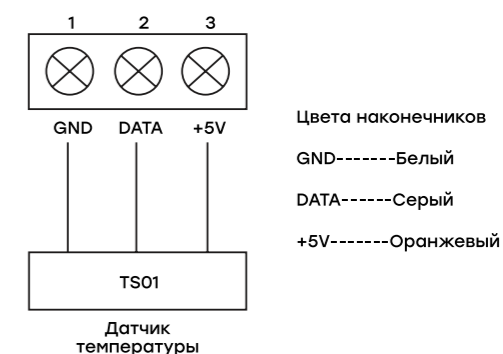 1 2 3
GND DATA +5V
TS01
Датчик
температуры
Цвета наконечников
GND-------Белый
DATA------Серый
+5V-------Оранжевый